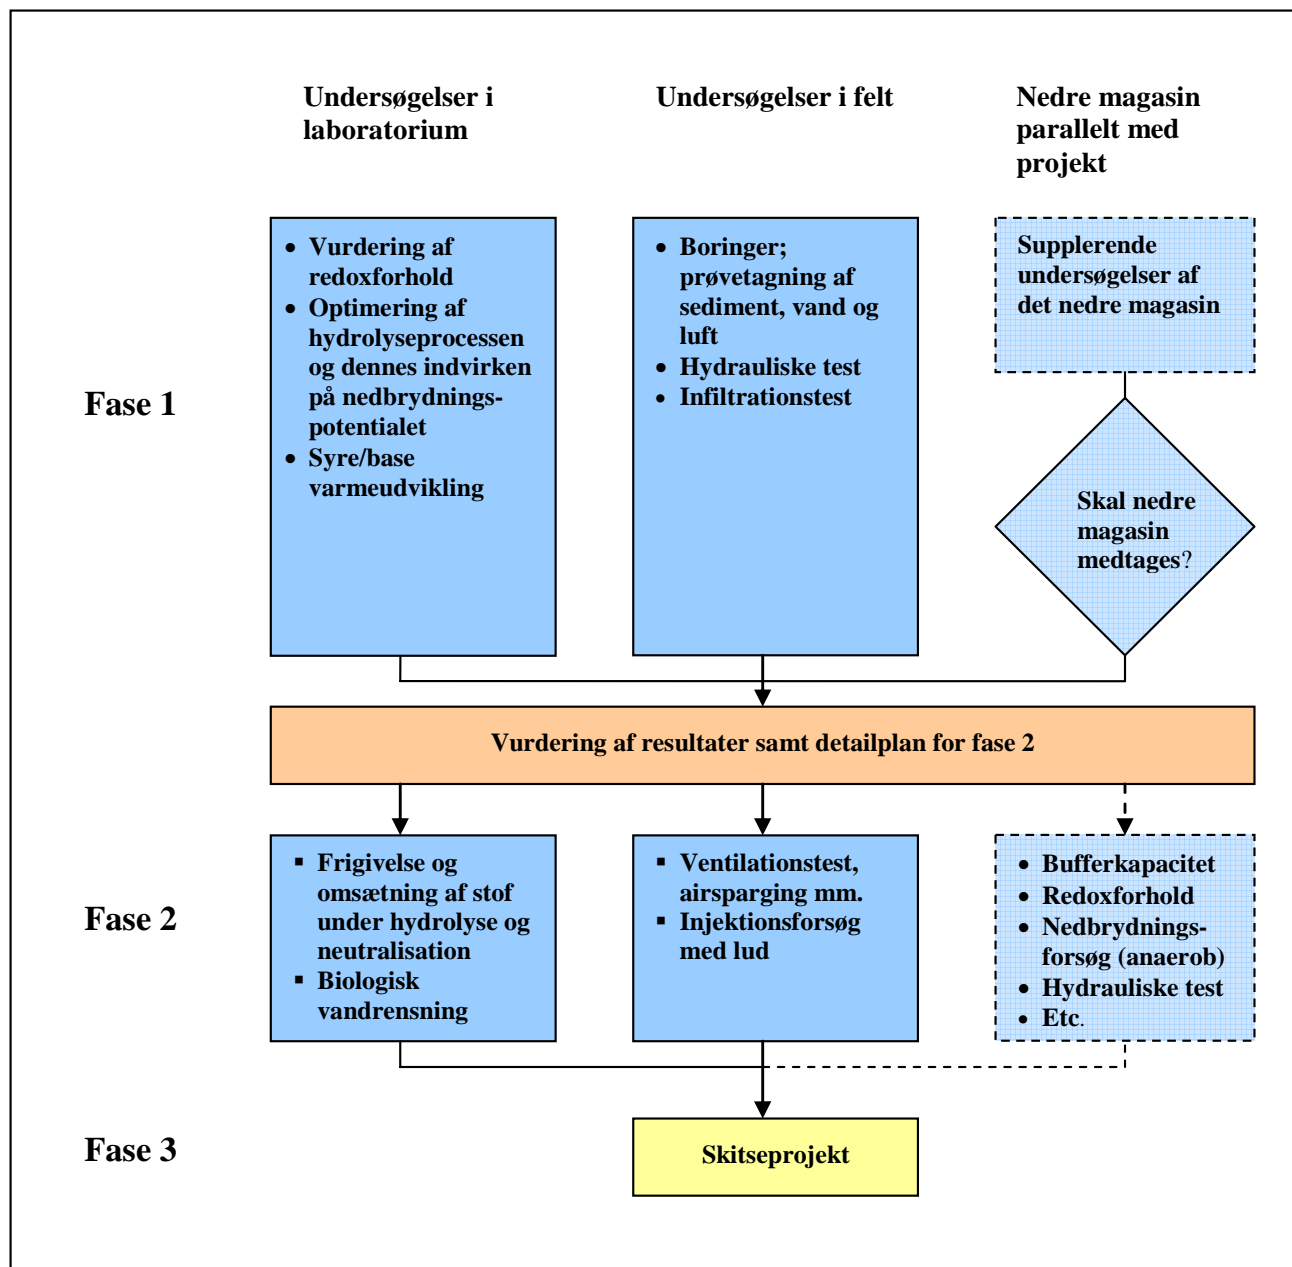 Undersøgelser i
laboratorium
Undersøgelser i felt
Nedre magasin
parallelt med
projekt
Fase 1
• Vurdering af
redoxforhold
• Optimering af
hydrolyseprocessen
og dennes indvirken
på nedbrydnings-
potentialet
• Syre/base
varmeudvikling
• Boringer;
prøvetagning af
sediment, vand og
luft
• Hydrauliske test
• Infiltrationstest
Supplerende
undersøgelser af
det nedre magasin
Skal nedre
magasin
medtages?
Vurdering af resultater samt detailplan for fase 2
Fase 2
▪ Frigivelse og
omsætning af stof
under hydrolyse og
neutralisation
▪ Biologisk
vandrensning
▪ Ventilationstest,
airsparging mm.
▪ Injektionsforsøg
med lud
• Bufferkapacitet
• Redoxforhold
• Nedbrydnings-
forsøg (anaerob)
• Hydrauliske test
• Etc.
Fase 3
Skitseprojekt